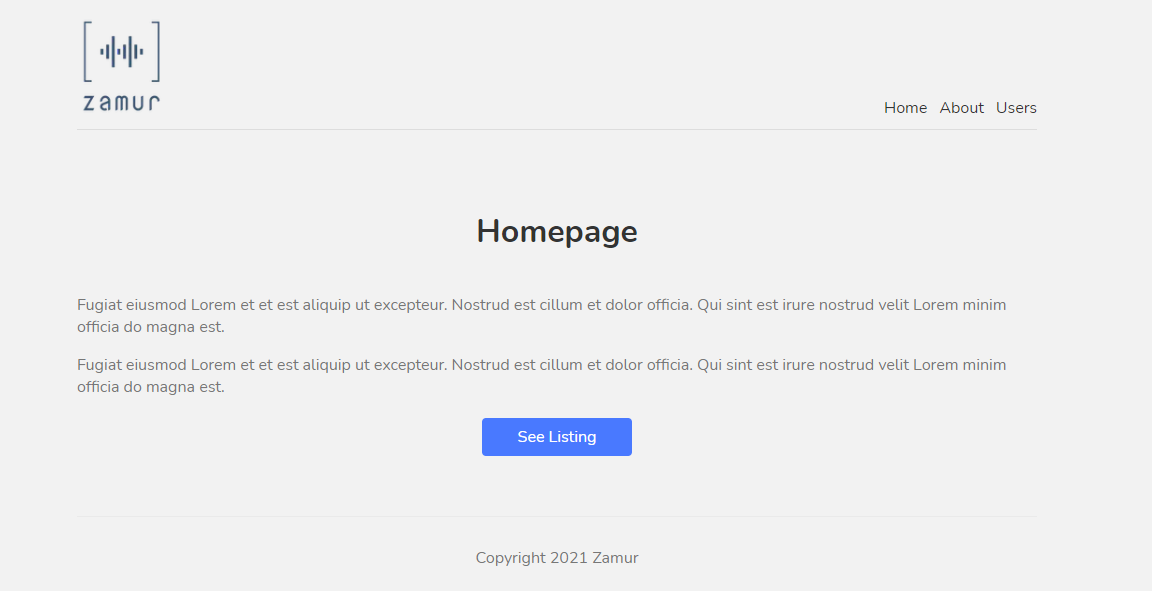 zamur
Home About Users
Homepage
Fugiat eiusmod Lorem et et est aliquip ut excepteur. Nostrud est cillum et dolor officia. Qui sint est irure nostrud velit Lorem minim
officia do magna est.
Fugiat eiusmod Lorem et et est aliquip ut excepteur. Nostrud est cillum et dolor officia. Qui sint est irure nostrud velit Lorem minim
officia do magna est.
See Listing
Copyright 2021 Zamur